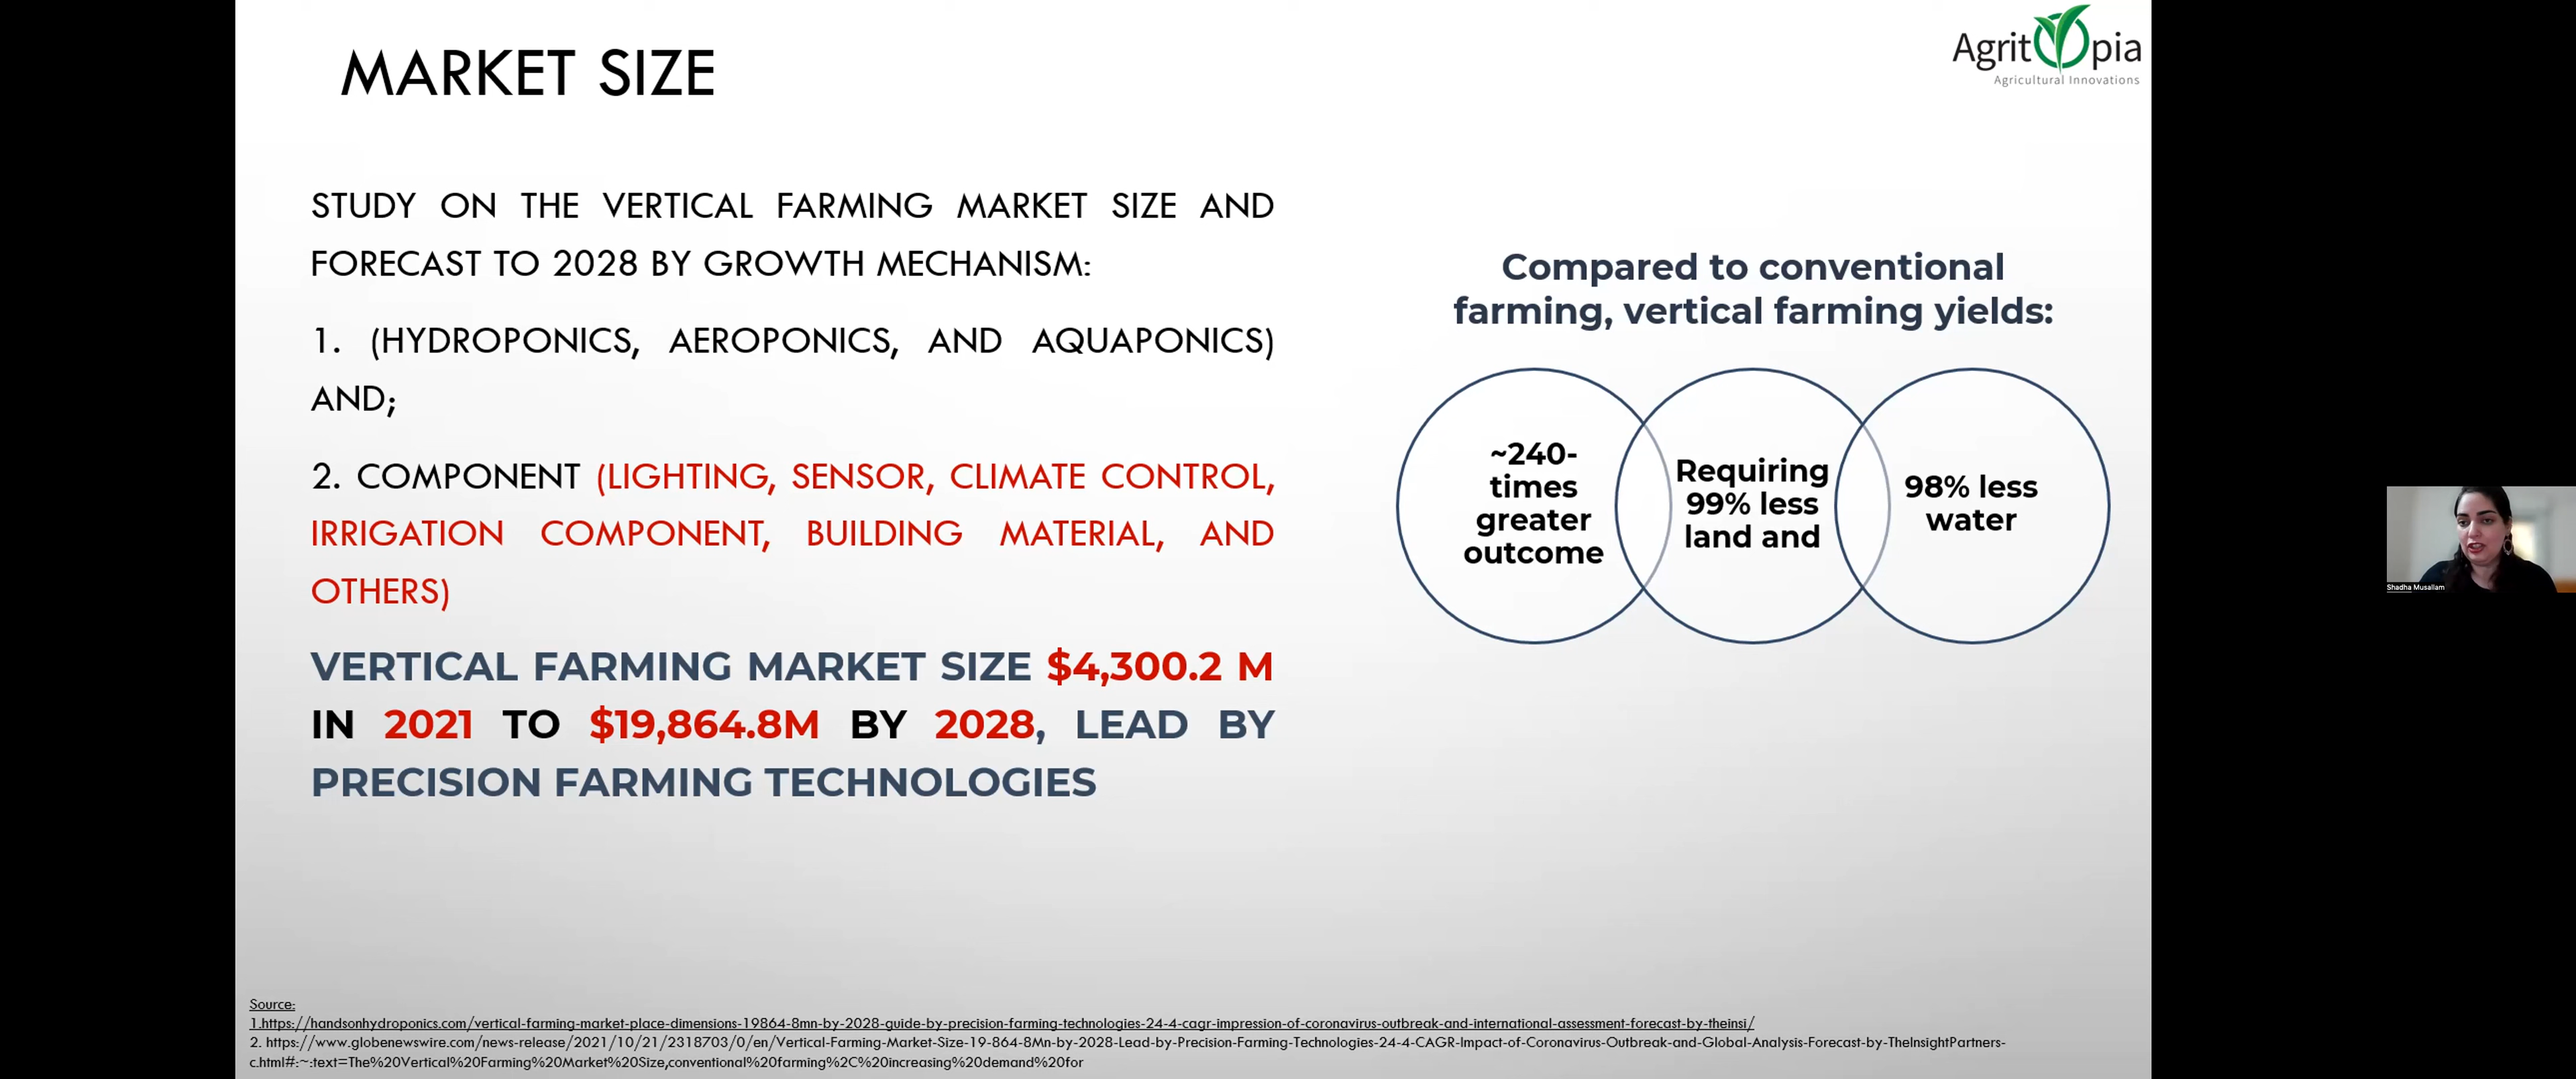 MARKET SIZE
AgritOpia
Agricultural Innovations
STUDY ON THE VERTICAL FARMING MARKET SIZE AND
FORECAST TO 2028 BY GROWTH MECHANISM:
1. (HYDROPONICS, AEROPONICS, AND AQUAPONICS)
AND;
2. COMPONENT (LIGHTING, SENSOR, CLIMATE CONTROL,
IRRIGATION COMPONENT, BUILDING MATERIAL, AND
OTHERS)
VERTICAL FARMING MARKET SIZE $4,300.2 M
IN 2021 TO $19,864.8M BY 2028, LEAD BY
PRECISION FARMING TECHNOLOGIES
Compared to conventional
farming, vertical farming yields:
~240-
times
greater
outcome
Requiring
99% less
land and
98% less
water
Shadha Musallam
Source:
1.https://handsonhydroponics.com/vertical-farming-market-place-dimensions-19864-8mn-by-2028-guide-by-precision-farming-technologies-24-4-cagr-impression-of-coronavirus-outbreak-and-international-assessment-forecast-by-theinsi/
2. https://www.globenewswire.com/news-release/2021/10/21/2318703/0/en/Vertical-Farming-Market-Size-19-864-8Mn-by-2028-Lead-by-Precision-Farming-Technologies-24-4-CAGR-Impact-of-Coronavirus-Outbreak-and-Global-Analysis-Forecast-by-TheInsightPartners-
c.html#:~:text=The%20Vertical%20Farming%20Market%20Size,conventional%20farming%2C%20increasing%20demand%20for